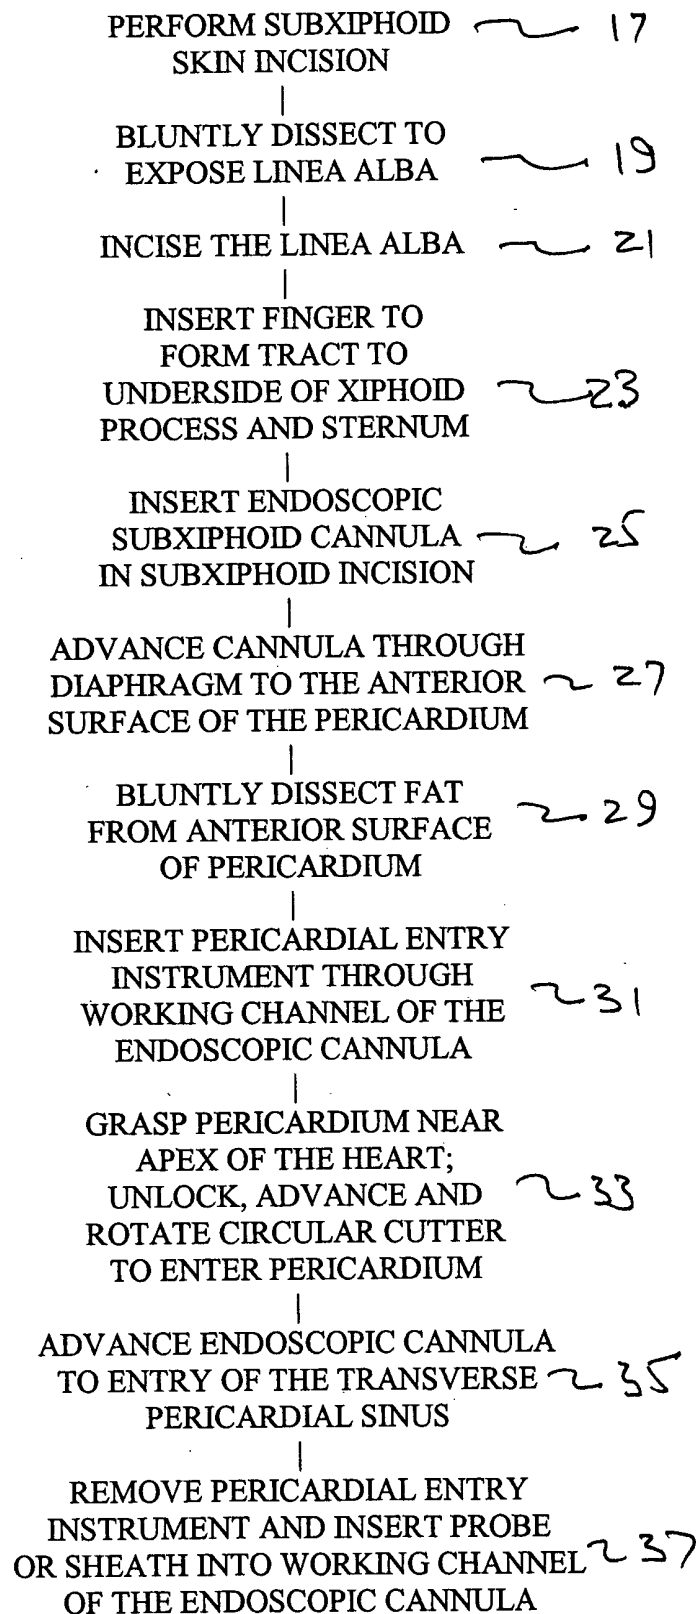 PERFORM SUBXIPHOID 17
SKIN INCISION
BLUNTLY DISSECT TO
EXPOSE LINEA ALBA 19
INCISE THE LINEA ALBA 21
INSERT FINGER TO
FORM TRACT TO
UNDERSIDE OF XIPHOID 23
PROCESS AND STERNUM
INSERT ENDOSCOPIC
SUBXIPHOID CANNULA 25
IN SUBXIPHOID INCISION
ADVANCE CANNULA THROUGH
DIAPHRAGM TO THE ANTERIOR 27
SURFACE OF THE PERICARDIUM
BLUNTLY DISSECT FAT
FROM ANTERIOR SURFACE 29
OF PERICARDIUM
INSERT PERICARDIAL ENTRY
INSTRUMENT THROUGH
WORKING CHANNEL OF THE 31
ENDOSCOPIC CANNULA
GRASP PERICARDIUM NEAR
APEX OF THE HEART;
UNLOCK, ADVANCE AND 33
ROTATE CIRCULAR CUTTER
TO ENTER PERICARDIUM
ADVANCE ENDOSCOPIC CANNULA
TO ENTRY OF THE TRANSVERSE 35
PERICARDIAL SINUS
REMOVE PERICARDIAL ENTRY
INSTRUMENT AND INSERT PROBE
OR SHEATH INTO WORKING CHANNEL 37
OF THE ENDOSCOPIC CANNULA